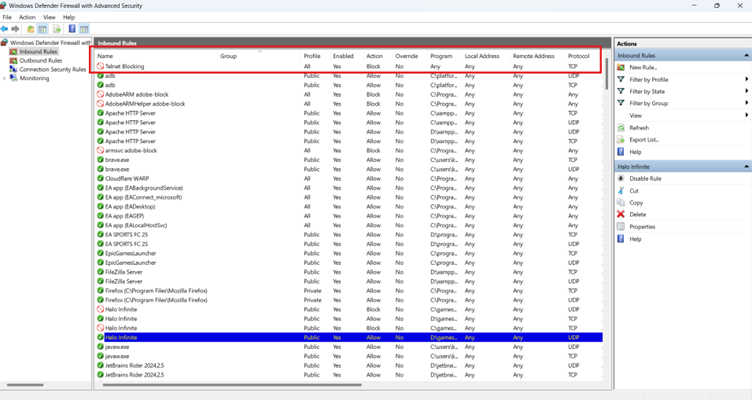 Windows Defender Firewall with Advanced Security
File Action View Help
Windows Defender Firewall with
Inbound Rules
Outbound Rules
Connection Security Rules
Monitoring
Inbound Rules
Name Group Profile Enabled Action Override Program Local Address Remote Address Protocol
Telnet Blocking All Yes Block No Any Any Any TCP
adb Public Yes Allow No C:\platfor... Any Any UDP
adb Public Yes Allow No C:\platfor... Any Any TCP
AdobeARM adobe-block All Yes Block No C:\Progra... Any Any Any
AdobeARMHelper adobe-block All Yes Block No C:\Progra... Any Any Any
Apache HTTP Server Public Yes Allow No C:\xampp... Any Any TCP
Apache HTTP Server Public Yes Allow No C:\xampp... Any Any UDP
Apache HTTP Server Public Yes Allow No D:\xampp... Any Any UDP
Apache HTTP Server Public Yes Allow No D:\xampp... Any Any TCP
armsvc adobe-block All Yes Block No C:\Progra... Any Any Any
brave.exe Public Yes Allow No C:\users\k... Any Any TCP
brave.exe Public Yes Allow No C:\users\k... Any Any UDP
Cloudflare WARP All Yes Allow No C:\Progra... Any Any Any
EA app (EABackgroundService) All Yes Allow No C:\Progra... Any Any Any
EA app (EAConnect_microsoft) All Yes Allow No C:\Progra... Any Any Any
EA app (EADesktop) All Yes Allow No C:\Progra... Any Any Any
EA app (EAGEP) All Yes Allow No C:\Progra... Any Any Any
EA app (EALocalHostSvc) All Yes Allow No C:\Progra... Any Any Any
EA SPORTS FC 25 Public Yes Allow No D:\progra... Any Any TCP
EA SPORTS FC 25 Public Yes Allow No D:\progra... Any Any UDP
EpicGamesLauncher Public Yes Allow No C:\progra... Any Any TCP
EpicGamesLauncher Public Yes Allow No C:\progra... Any Any UDP
FileZilla Server Public Yes Allow No D:\xampp... Any Any TCP
FileZilla Server Public Yes Allow No D:\xampp... Any Any UDP
Firefox (C:\Program Files\Mozilla Firefox) Private Yes Allow No C:\Progra... Any Any TCP
Firefox (C:\Program Files\Mozilla Firefox) Private Yes Allow No C:\Progra... Any Any UDP
Halo Infinite Public Yes Block No C:\games... Any Any UDP
Halo Infinite Public Yes Allow No D:\games... Any Any TCP
Halo Infinite Public Yes Block No C:\games... Any Any TCP
Halo Infinite Public Yes Allow No D:\games... Any Any UDP
javaw.exe Public Yes Allow No C:\users\k... Any Any UDP
javaw.exe Public Yes Allow No C:\users\k... Any Any TCP
JetBrains Rider 2024.2.5 Public Yes Allow No D:\jetbrai... Any Any TCP
JetBrains Rider 2024.2.5 Public Yes Allow No D:\jetbrai... Any Any UDP
Actions
Inbound Rules
New Rule...
Filter by Profile
Filter by State
Filter by Group
View
Refresh
Export List...
Help
Halo Infinite
Disable Rule
Cut
Copy
Delete
Properties
Help